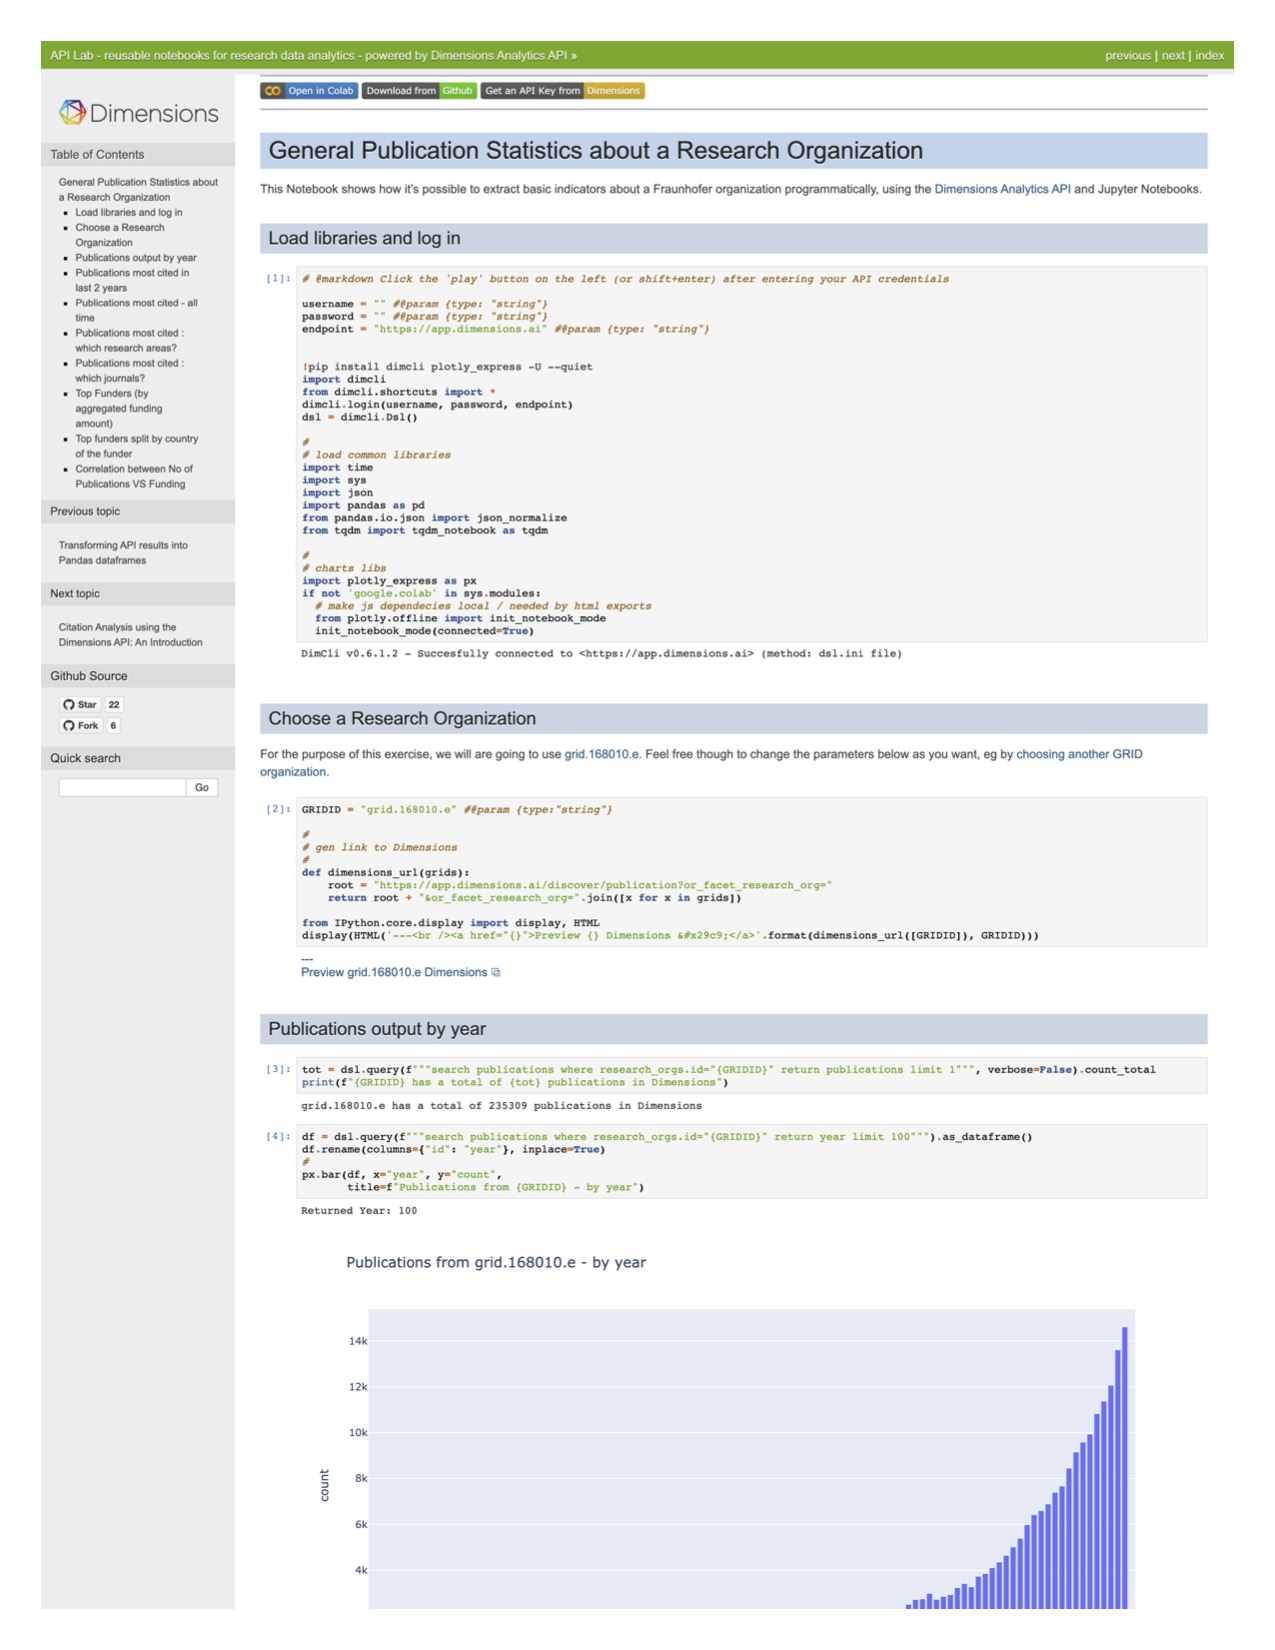 API Lab - reusable notebooks for research data analytics - powered by Dimensions Analytics API »
previous | next | index
Dimensions
Table of Contents
General Publication Statistics about
a Research Organization
▪ Load libraries and log in
▪ Choose a Research
Organization
▪ Publications output by year
▪ Publications most cited in
last 2 years
▪ Publications most cited - all
time
▪ Publications most cited :
which research areas?
▪ Publications most cited :
which journals?
▪ Top Funders (by
aggregated funding
amount)
▪ Top funders split by country
of the funder
▪ Correlation between No of
Publications VS Funding
Previous topic
Transforming API results into
Pandas dataframes
Next topic
Citation Analysis using the
Dimensions API: An Introduction
Github Source
Star 22
Fork 6
Quick search
Go
Open in Colab Download from Github Get an API Key from Dimensions
General Publication Statistics about a Research Organization
This Notebook shows how it's possible to extract basic indicators about a Fraunhofer organization programmatically, using the Dimensions Analytics API and Jupyter Notebooks.
Load libraries and log in
[1]: # @markdown Click the 'play' button on the left (or shift+enter) after entering your API credentials
username = "" #@param {type: "string"}
password = "" #@param {type: "string"}
endpoint = "https://app.dimensions.ai" #@param {type: "string"}
!pip install dimcli plotly_express -U --quiet
import dimcli
from dimcli.shortcuts import *
dimcli.login(username, password, endpoint)
dsl = dimcli.Dsl()
#
# load common libraries
import time
import sys
import json
import pandas as pd
from pandas.io.json import json_normalize
from tqdm import tqdm_notebook as tqdm
#
# charts libs
import plotly_express as px
if not 'google.colab' in sys.modules:
# make js dependecies local / needed by html exports
from plotly.offline import init_notebook_mode
init_notebook_mode(connected=True)
DimCli v0.6.1.2 - Succesfully connected to <https://app.dimensions.ai> (method: dsl.ini file)
Choose a Research Organization
For the purpose of this exercise, we will are going to use grid.168010.e. Feel free though to change the parameters below as you want, eg by choosing another GRID
organization.
[2]: GRIDID = "grid.168010.e" #@param {type:"string"}
#
# gen link to Dimensions
#
def dimensions_url(grids):
root = "https://app.dimensions.ai/discover/publication?or_facet_research_org="
return root + "&or_facet_research_org=".join([x for x in grids])
from IPython.core.display import display, HTML
display(HTML('---<br /><a href="{}">Preview {} Dimensions &#x29c9;</a>'.format(dimensions_url([GRIDID]), GRIDID)))
---
Preview grid.168010.e Dimensions ⧉
Publications output by year
[3]: tot = dsl.query(f"""search publications where research_orgs.id="{GRIDID}" return publications limit 1""", verbose=False).count_total
print(f"{GRIDID} has a total of {tot} publications in Dimensions")
grid.168010.e has a total of 235309 publications in Dimensions
[4]: df = dsl.query(f"""search publications where research_orgs.id="{GRIDID}" return year limit 100""").as_dataframe()
df.rename(columns={"id": "year"}, inplace=True)
#
px.bar(df, x="year", y="count",
title=f"Publications from {GRIDID} - by year")
Returned Year: 100
Publications from grid.168010.e - by year
14k
12k
10k
8k
6k
4k
count